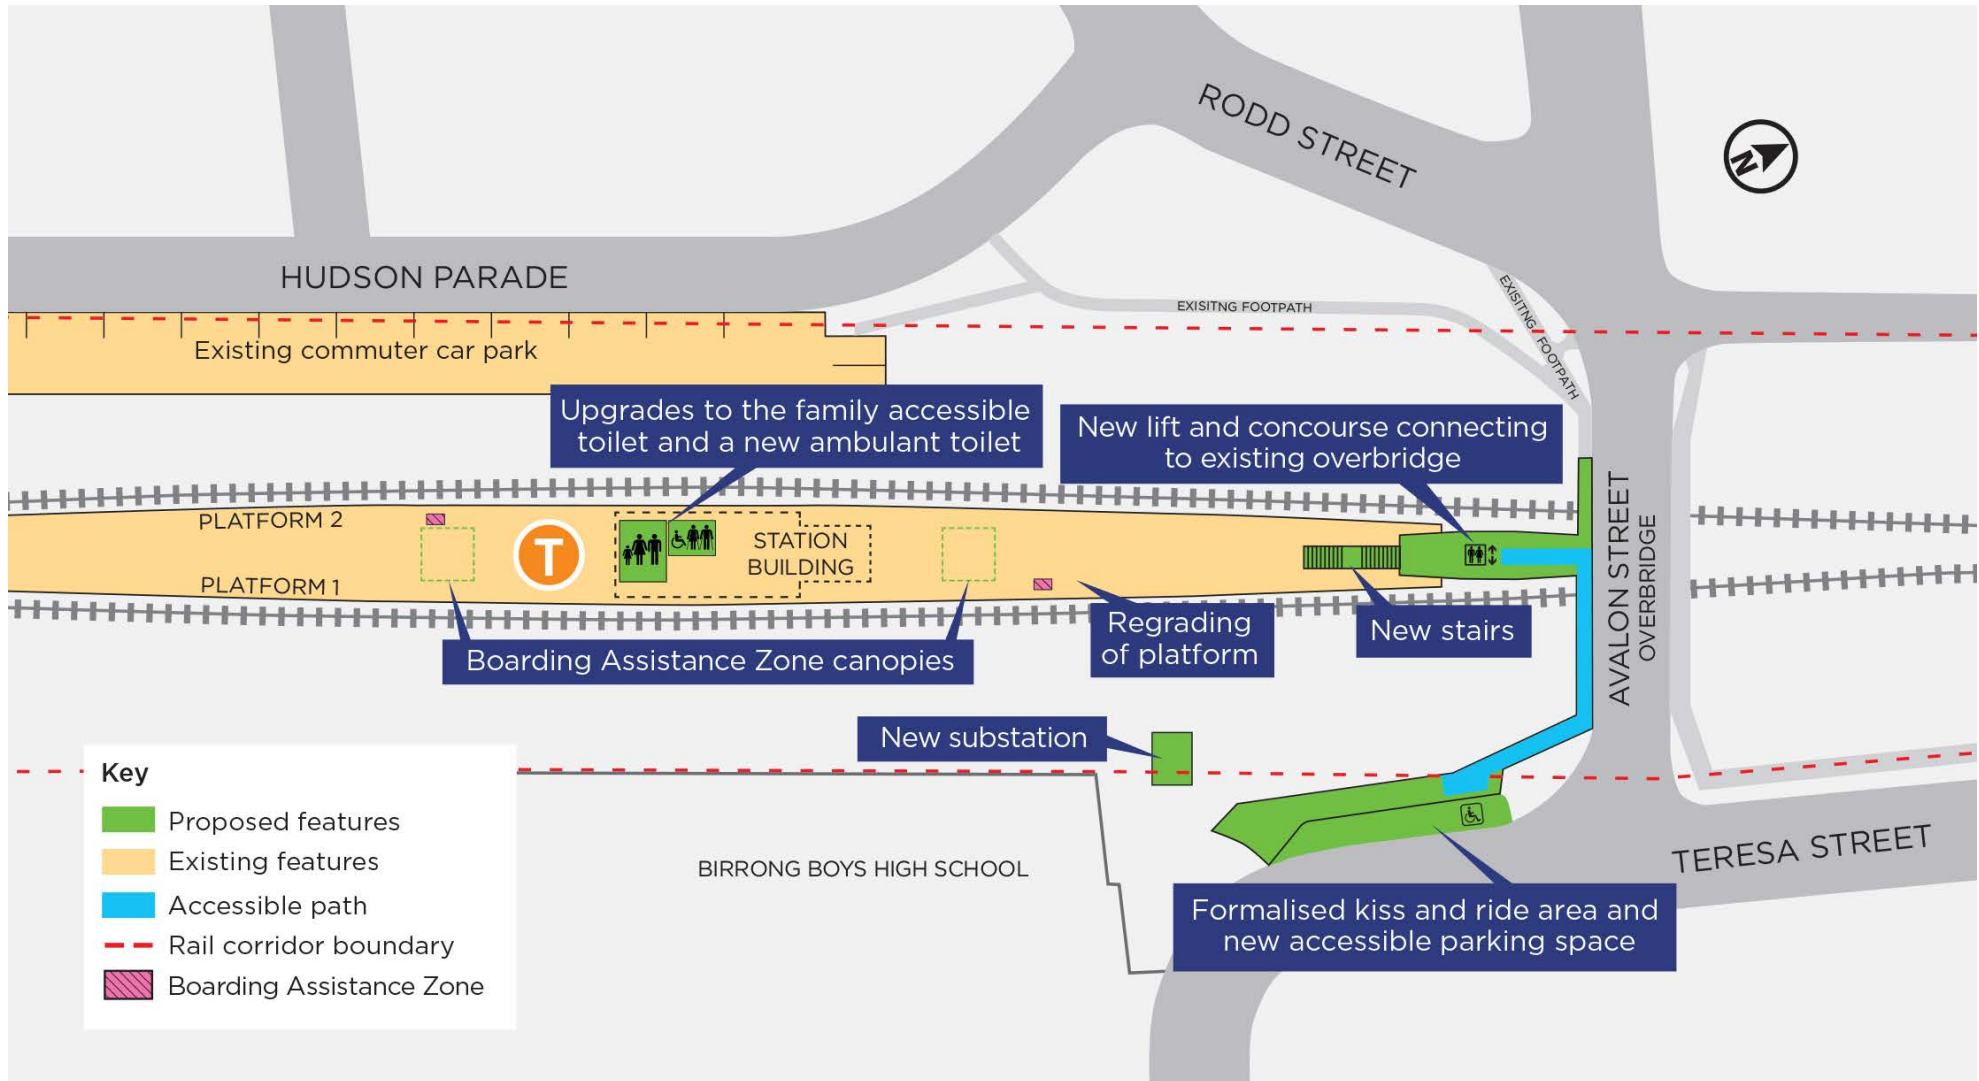 RODD STREET
N
HUDSON PARADE
EXISITNG FOOTPATH
EXISITNG FOOTPATH
Existing commuter car park
Upgrades to the family accessible
toilet and a new ambulant toilet
New lift and concourse connecting
to existing overbridge
PLATFORM 2
T
STATION
BUILDING
PLATFORM 1
AVALON STREET
OVERBRIDGE
Boarding Assistance Zone canopies
Regrading
of platform
New stairs
New substation
Key
Proposed features
Existing features
Accessible path
Rail corridor boundary
Boarding Assistance Zone
BIRRONG BOYS HIGH SCHOOL
TERESA STREET
Formalised kiss and ride area and
new accessible parking space